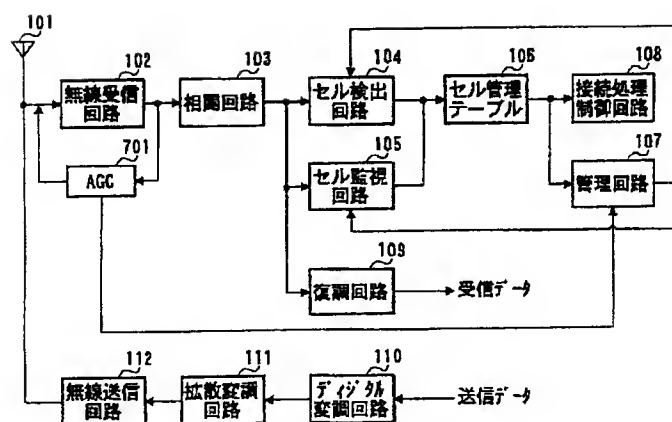 101
102
無線受信
回路
103
相関回路
104
セル検出
回路
106
セル管理
テーブル
108
接続処理
制御回路
701
AGC
105
セル監視
回路
107
管理回路
109
復調回路
受信データ
112
無線送信
回路
111
拡散変調
回路
110
ディジタル
変調回路
送信データ